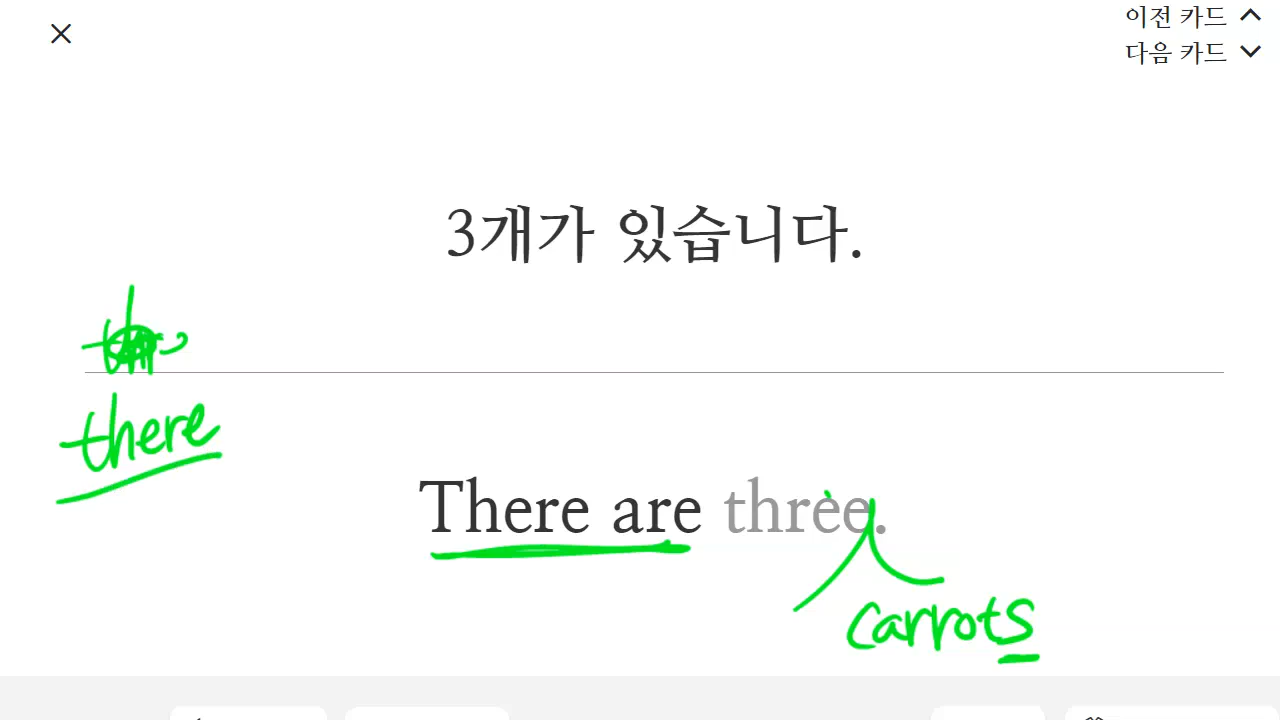 이전 카드
다음 카드
3개가 있습니다.
there
There are three.
carrots